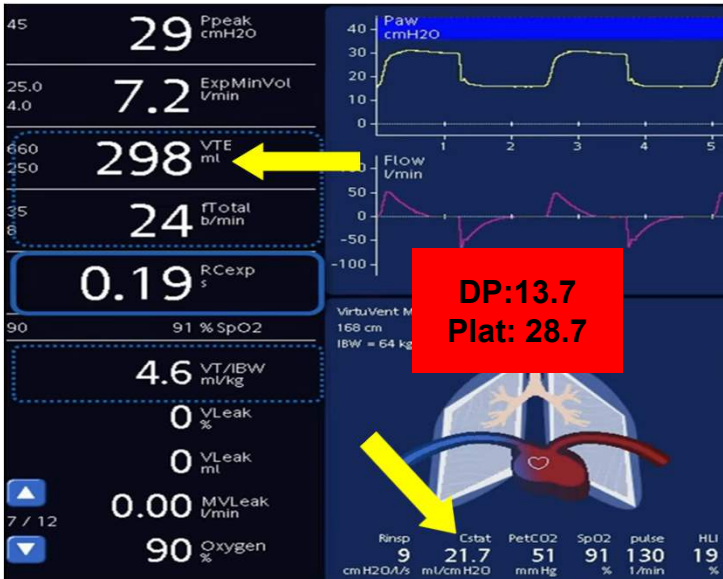 45
29 Ppeak
cmH2O
25.0
4.0
7.2 ExpMinVol
l/min
660
250
298 VTE
ml
35
8
24 fTotal
b/min
0.19 RCexp
s
90
91 % SpO2
4.6 VT/IBW
ml/kg
0 VLeak
%
0 VLeak
ml
7 / 12
0.00 MVLeak
l/min
90 Oxygen
%
Paw
cmH2O
40
30
20
10
0
1 2 3 4 5
Flow
l/min
50
0
-50
-100
DP:13.7
Plat: 28.7
VirtuVent M
168 cm
IBW = 64 kg
Rinsp Cstat PetCO2 SpO2 pulse HLI
9 21.7 51 91 130 19
cmH2O/l/s ml/cmH2O mmHg % 1/min %